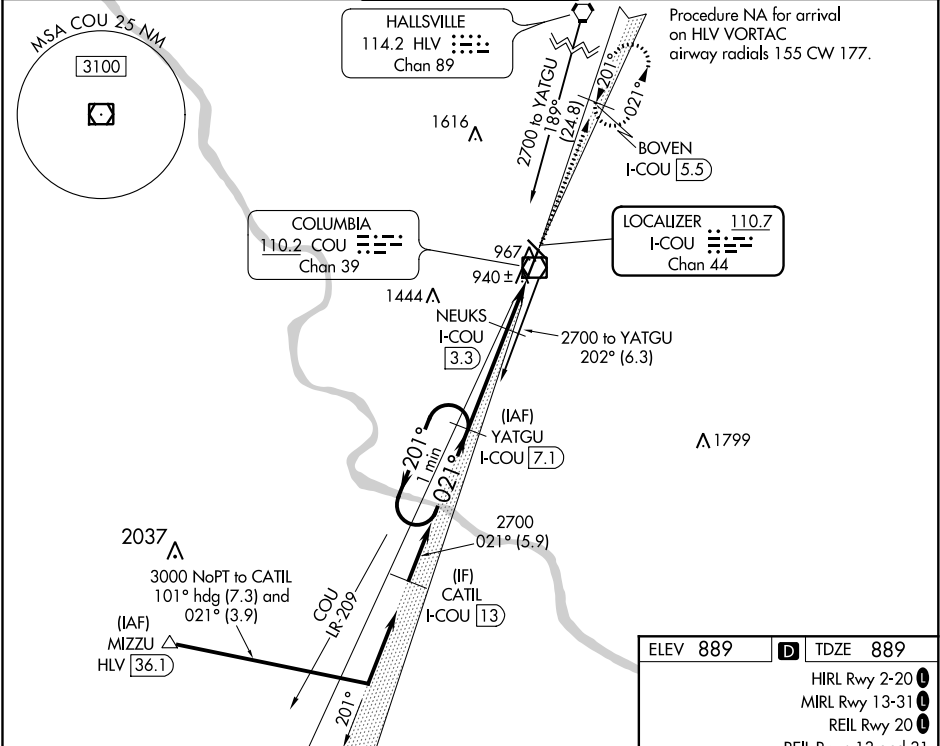 MSA COU 25 NM
3100
HALLSVILLE
114.2 HLV
Chan 89
Procedure NA for arrival
on HLV VORTAC
airway radials 155 CW 177.
2700 to YATGU
189°
(24.8)
201°
021°
1616
BOVEN
I-COU 5.5
COLUMBIA
110.2 COU
Chan 39
LOCALIZER 110.7
I-COU
Chan 44
967
940 ±
1444
NEUKS
I-COU
3.3
2700 to YATGU
202° (6.3)
(IAF)
YATGU
I-COU 7.1
1799
201°
1 min
021°
2700
021° (5.9)
2037
3000 NoPT to CATIL
101° hdg (7.3) and
021° (3.9)
(IAF)
MIZZU
HLV 36.1
COU
LR-209
(IF)
CATIL
I-COU 13
201°
ELEV 889 D TDZE 889
HIRL Rwy 2-20 L
MIRL Rwy 13-31 L
REIL Rwy 20 L